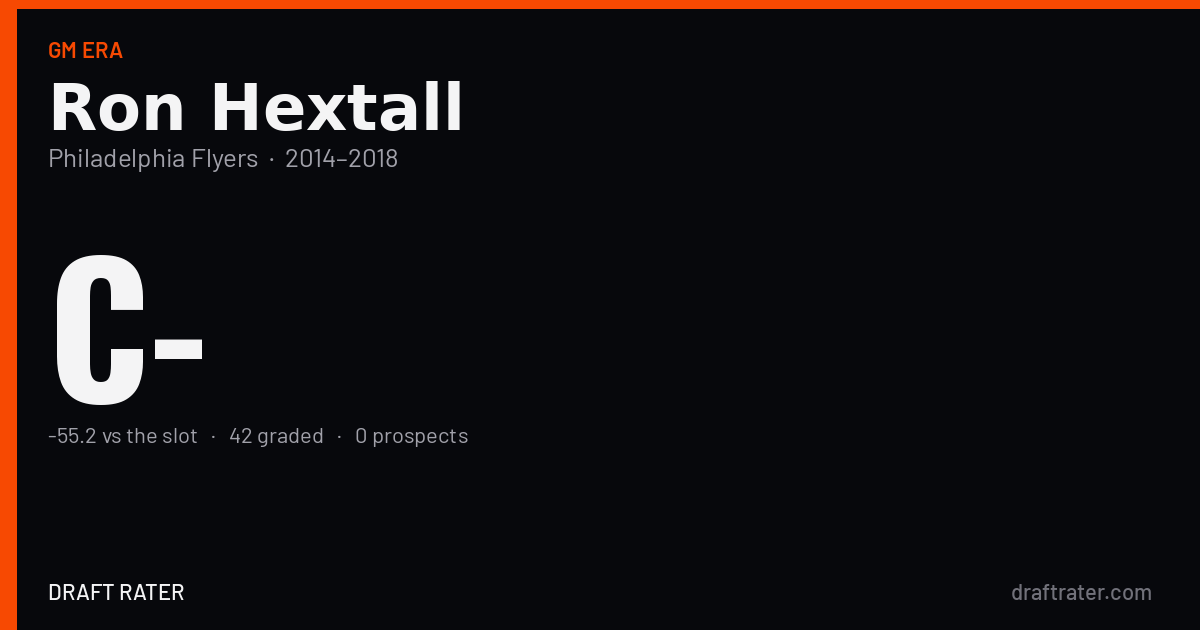 GM ERA
Ron Hextall
Philadelphia Flyers · 2014–2018
C-
-55.2 vs the slot · 42 graded · 0 prospects
DRAFT RATER
draftrater.com